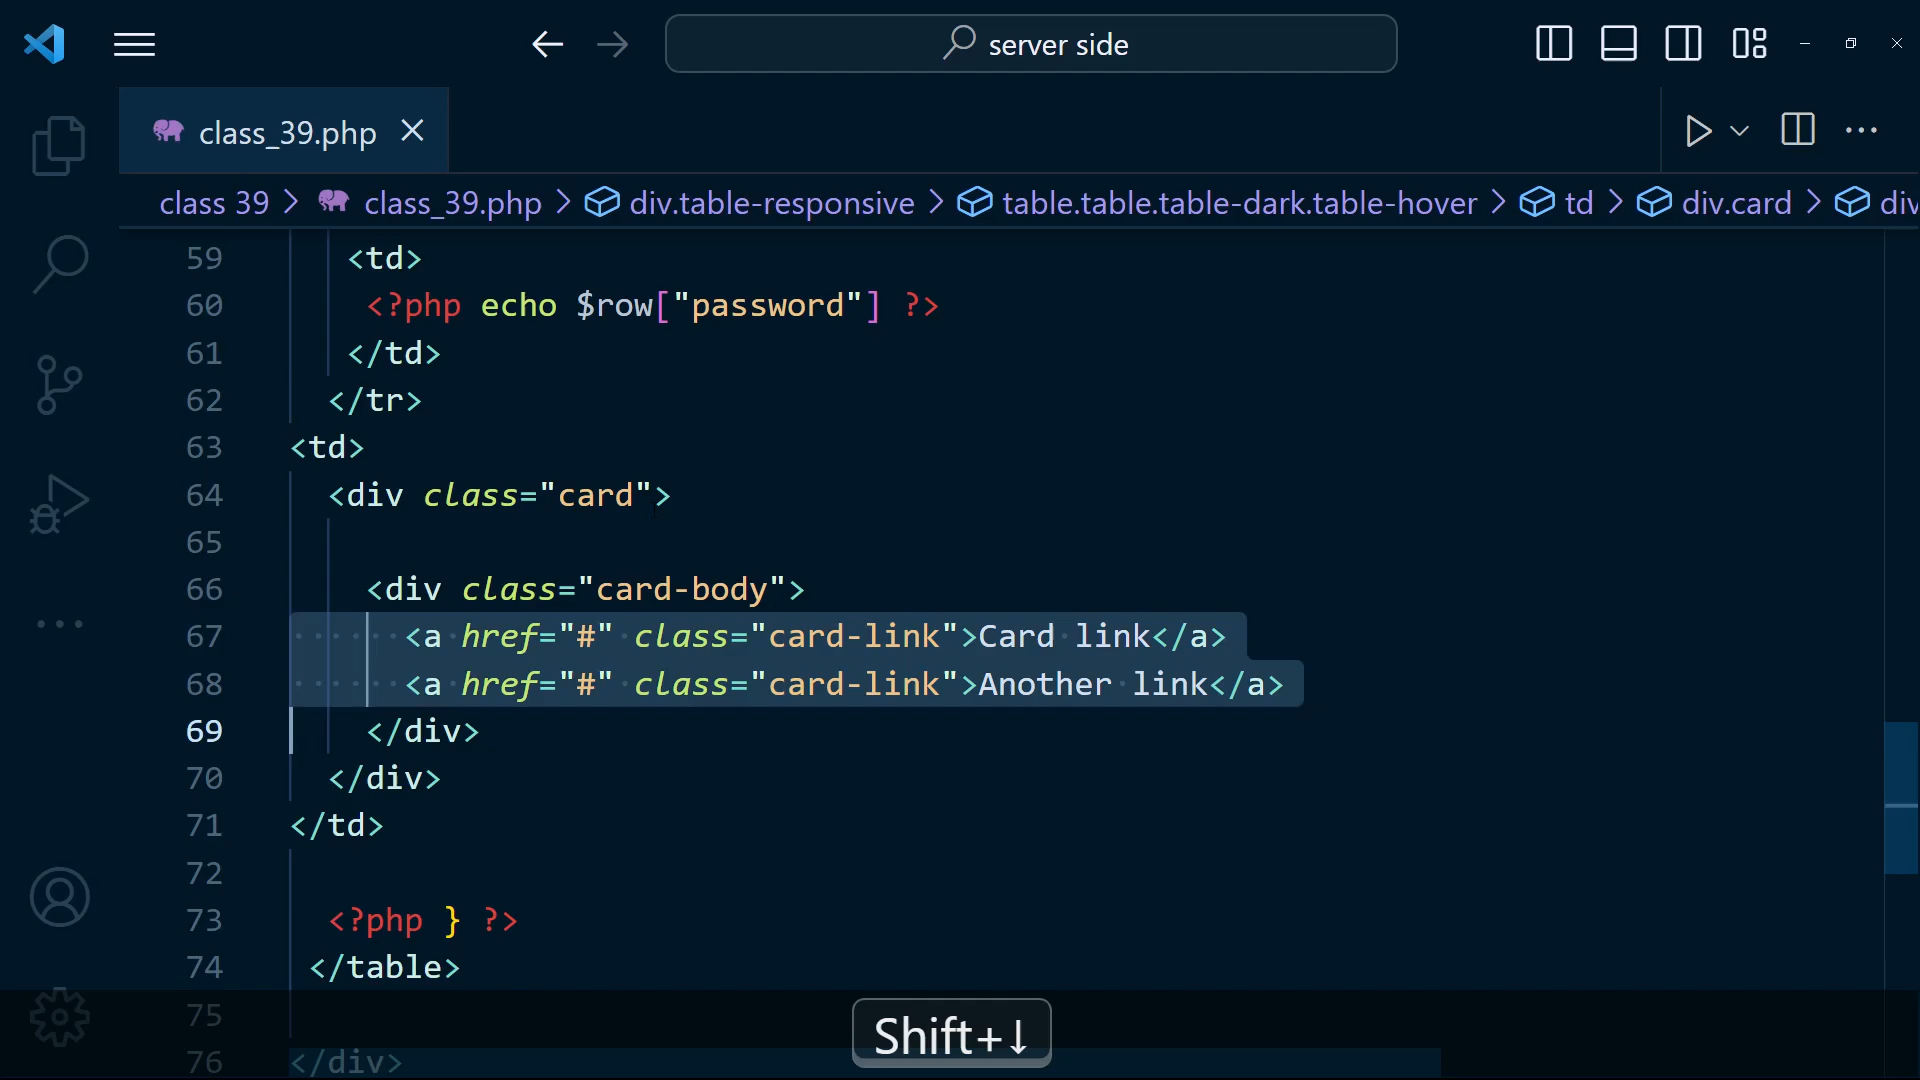 server side
class_39.php
class 39 > class_39.php > div.table-responsive > table.table.table-dark.table-hover > td > div.card > div
59 <td>
60 <?php echo $row["password"] ?>
61 </td>
62 </tr>
63 <td>
64 <div class="card">
65
66 <div class="card-body">
67 <a href="#" class="card-link">Card link</a>
68 <a href="#" class="card-link">Another link</a>
69 </div>
70 </div>
71 </td>
72
73 <?php } ?>
74 </table>
75
76 </div>
Shift+↓